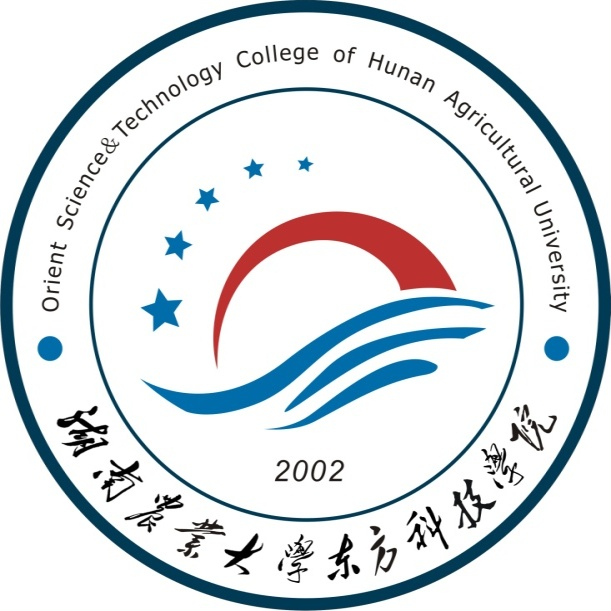 Orient Science&Technology College of Hunan Agricultural University
2002
湖南農業大學东方科技學院